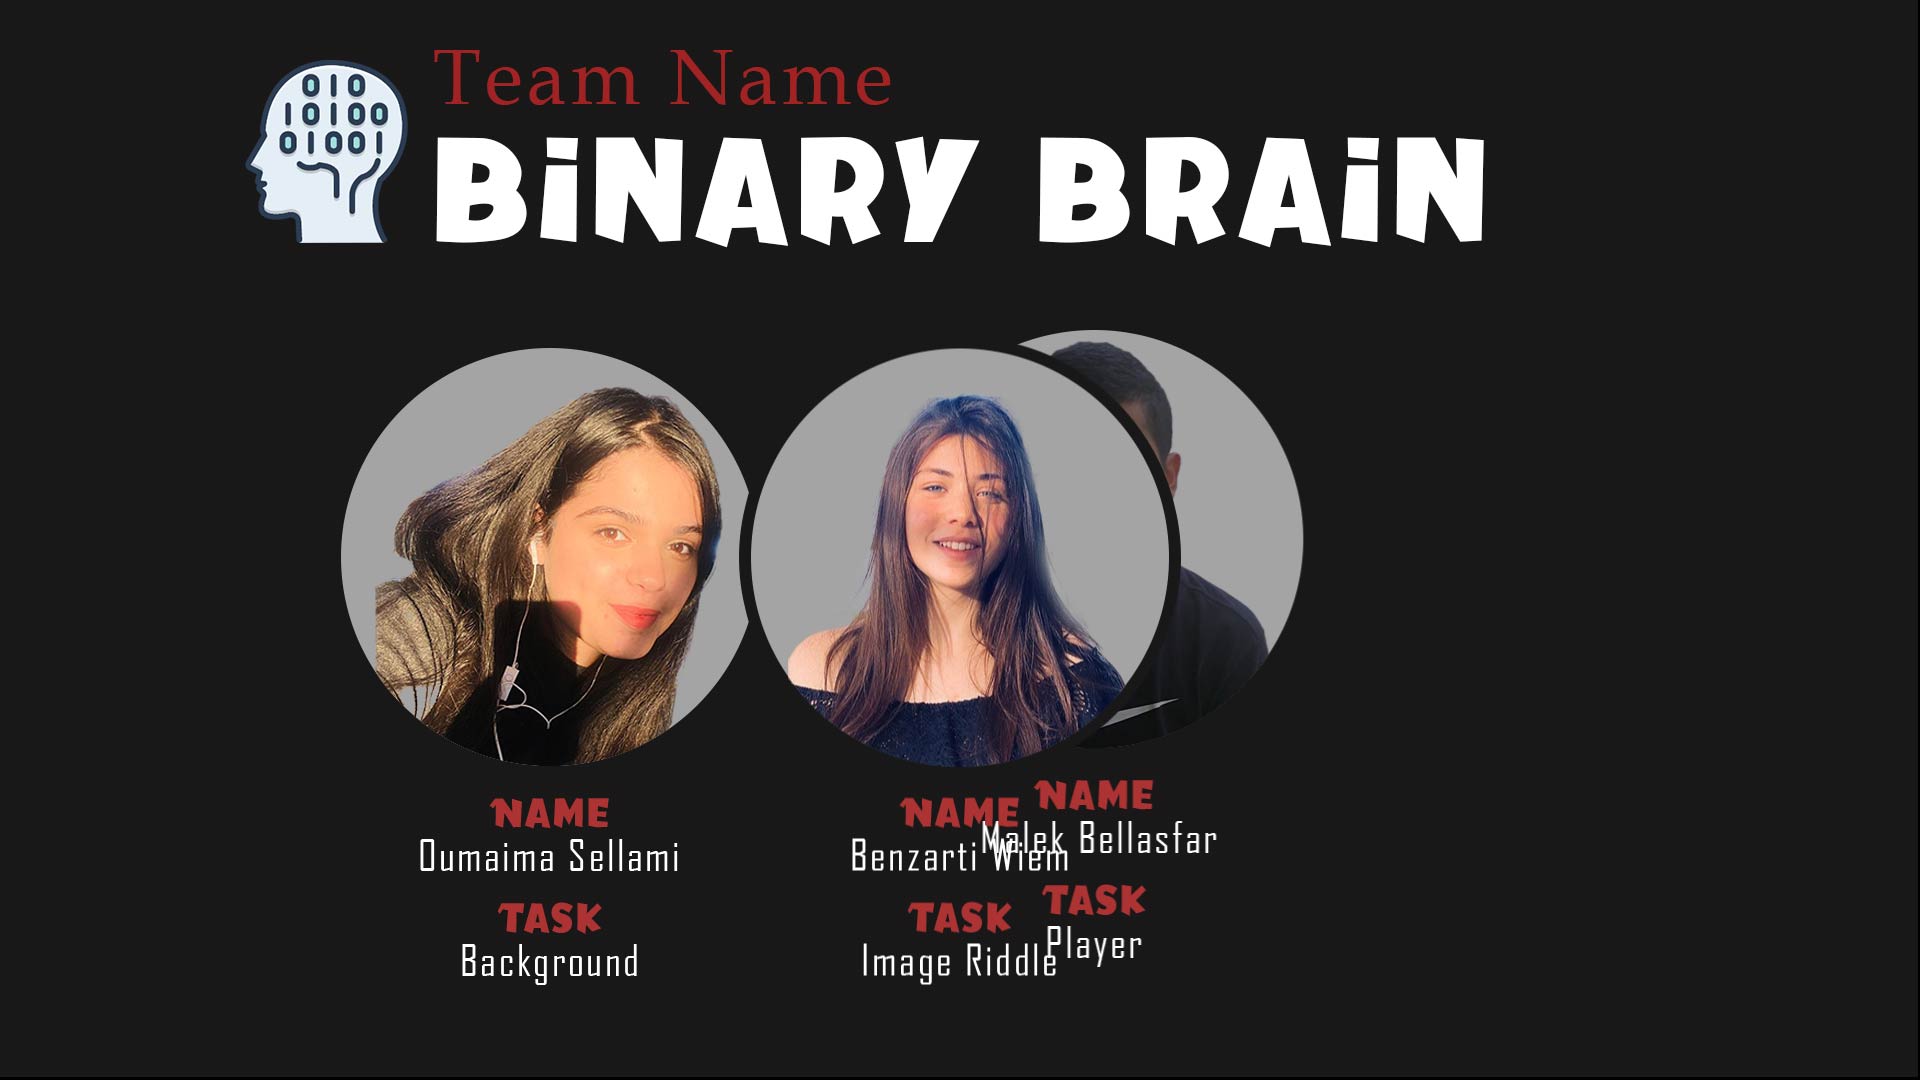 010
10100
01001
Team Name
BiNARY BRAiN
NAME
Oumaima Sellami
TASK
Background
NAME
Benzarti Wiem
TASK
Image Riddle
NAME
Malek Bellasfar
TASK
Player